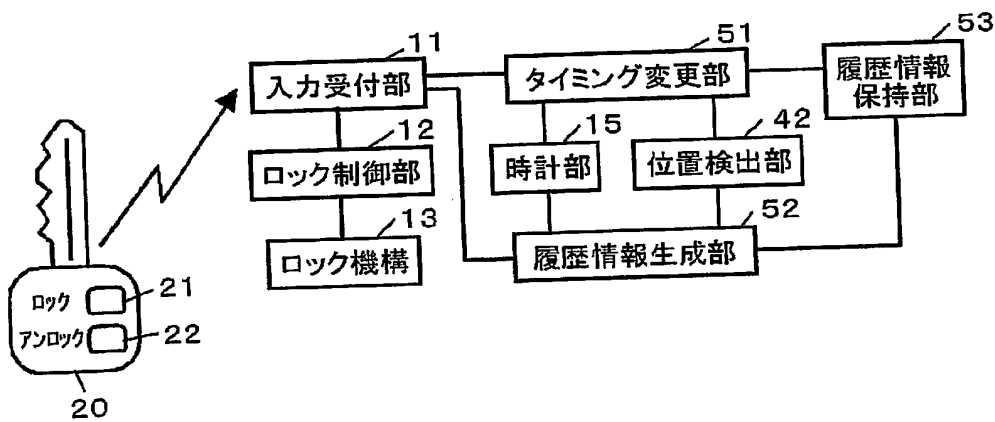 11
入力受付部
51
タイミング変更部
53
履歴情報
保持部
12
ロック制御部
15
時計部
42
位置検出部
13
ロック機構
52
履歴情報生成部
ロック
21
アンロック
22
20